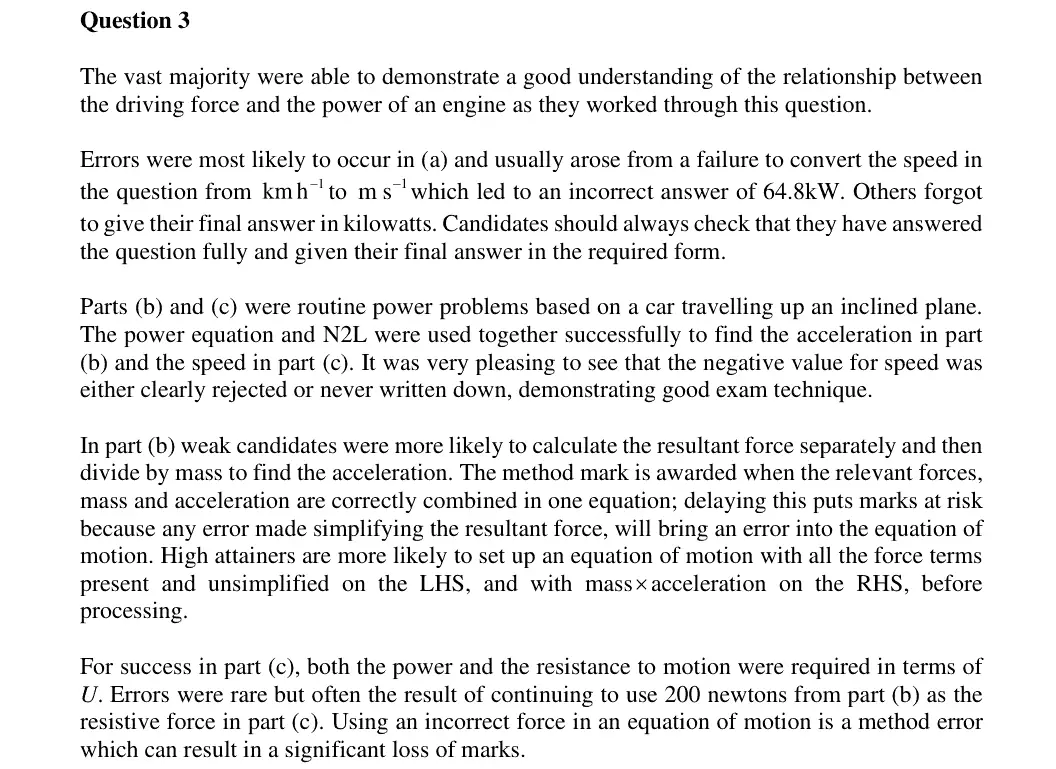 Question 3
The vast majority were able to demonstrate a good understanding of the relationship between
the driving force and the power of an engine as they worked through this question.
Errors were most likely to occur in (a) and usually arose from a failure to convert the speed in
the question from km h⁻¹ to m s⁻¹ which led to an incorrect answer of 64.8kW. Others forgot
to give their final answer in kilowatts. Candidates should always check that they have answered
the question fully and given their final answer in the required form.
Parts (b) and (c) were routine power problems based on a car travelling up an inclined plane.
The power equation and N2L were used together successfully to find the acceleration in part
(b) and the speed in part (c). It was very pleasing to see that the negative value for speed was
either clearly rejected or never written down, demonstrating good exam technique.
In part (b) weak candidates were more likely to calculate the resultant force separately and then
divide by mass to find the acceleration. The method mark is awarded when the relevant forces,
mass and acceleration are correctly combined in one equation; delaying this puts marks at risk
because any error made simplifying the resultant force, will bring an error into the equation of
motion. High attainers are more likely to set up an equation of motion with all the force terms
present and unsimplified on the LHS, and with mass×acceleration on the RHS, before
processing.
For success in part (c), both the power and the resistance to motion were required in terms of
U. Errors were rare but often the result of continuing to use 200 newtons from part (b) as the
resistive force in part (c). Using an incorrect force in an equation of motion is a method error
which can result in a significant loss of marks.